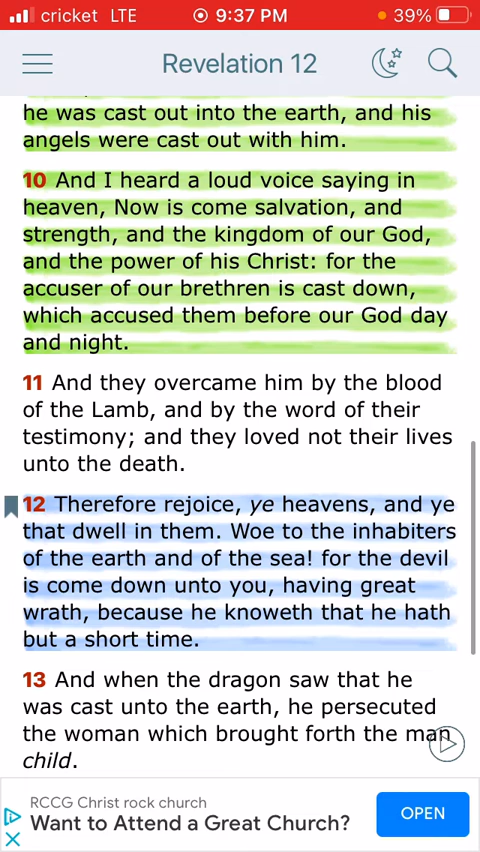 cricket LTE 9:37 PM 39%
Revelation 12
he was cast out into the earth, and his
angels were cast out with him.
10 And I heard a loud voice saying in
heaven, Now is come salvation, and
strength, and the kingdom of our God,
and the power of his Christ: for the
accuser of our brethren is cast down,
which accused them before our God day
and night.
11 And they overcame him by the blood
of the Lamb, and by the word of their
testimony; and they loved not their lives
unto the death.
12 Therefore rejoice, ye heavens, and ye
that dwell in them. Woe to the inhabiters
of the earth and of the sea! for the devil
is come down unto you, having great
wrath, because he knoweth that he hath
but a short time.
13 And when the dragon saw that he
was cast unto the earth, he persecuted
the woman which brought forth the man
child.
RCCG Christ rock church
Want to Attend a Great Church?
OPEN